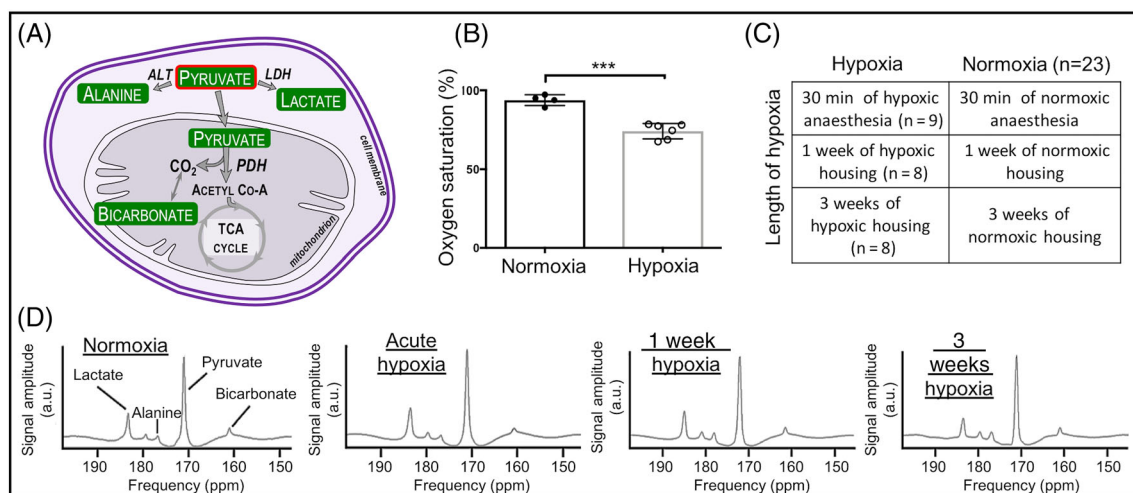 (A)
ALT
PYRUVATE
LDH
ALANINE
LACTATE
PYRUVATE
CO2
PDH
ACETYL CO-A
BICARBONATE
TCA
CYCLE
mitochondrion
cell membrane
(B)
***
Oxygen saturation (%)
100
50
0
Normoxia
Hypoxia
(C)
Hypoxia
Normoxia (n=23)
Length of hypoxia
30 min of hypoxic
anaesthesia (n = 9)
30 min of normoxic
anaesthesia
1 week of hypoxic
housing (n = 8)
1 week of normoxic
housing
3 weeks of
hypoxic housing
(n = 8)
3 weeks of
normoxic housing
(D)
Signal amplitude
(a.u.)
Normoxia
Lactate
Alanine
Pyruvate
Bicarbonate
190 180 170 160 150
Frequency (ppm)
Signal amplitude
(a.u.)
Acute
hypoxia
190 180 170 160 150
Frequency (ppm)
Signal amplitude
(a.u.)
1 week
hypoxia
190 180 170 160 150
Frequency (ppm)
Signal amplitude
(a.u.)
3
weeks
hypoxia
190 180 170 160 150
Frequency (ppm)